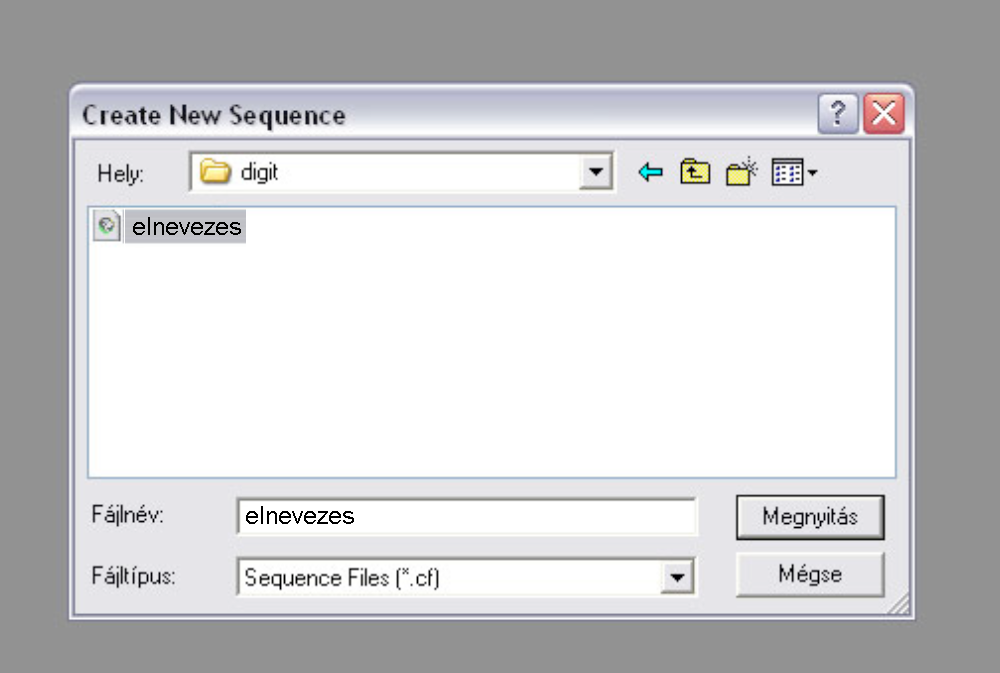 Create New Sequence
Hely: digit
elnevezes
Fájlnév: elnevezes Megnyitás
Fájltípus: Sequence Files (*.cf) Mégse